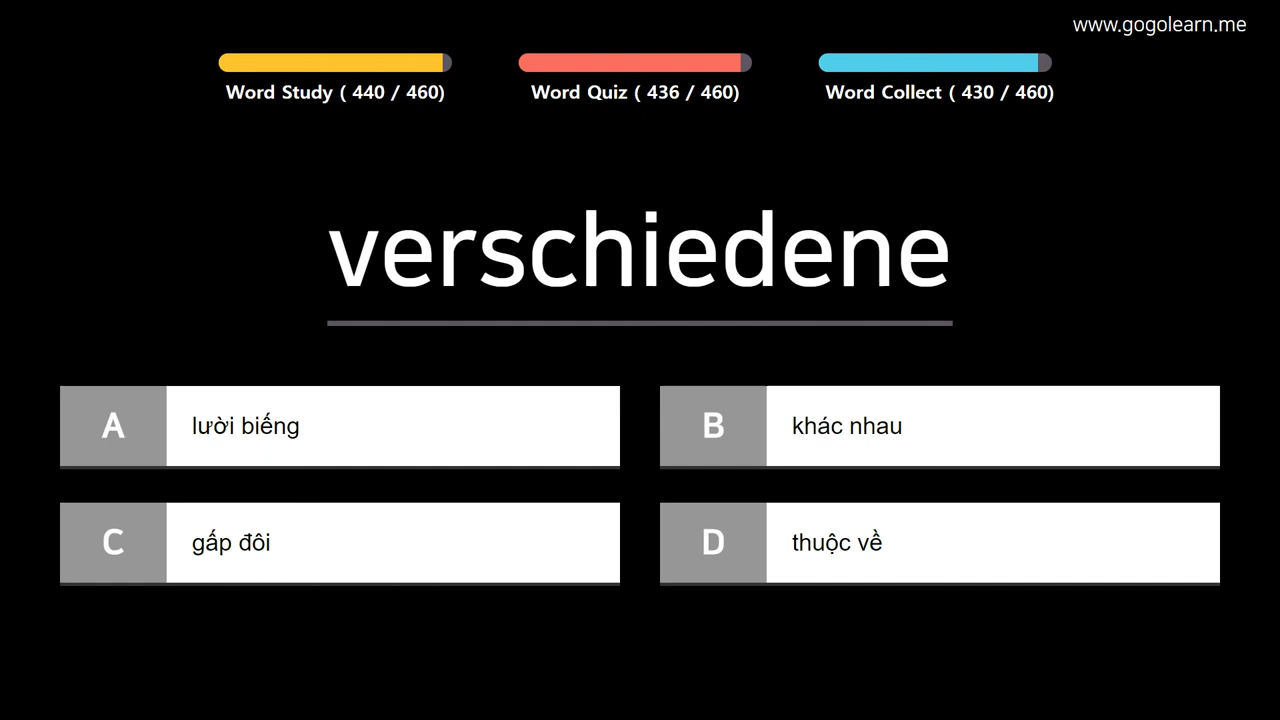 www.gogolearn.me
Word Study ( 440 / 460)
Word Quiz ( 436 / 460)
Word Collect ( 430 / 460)
verschiedene
A lười biếng
B khác nhau
C gấp đôi
D thuộc về